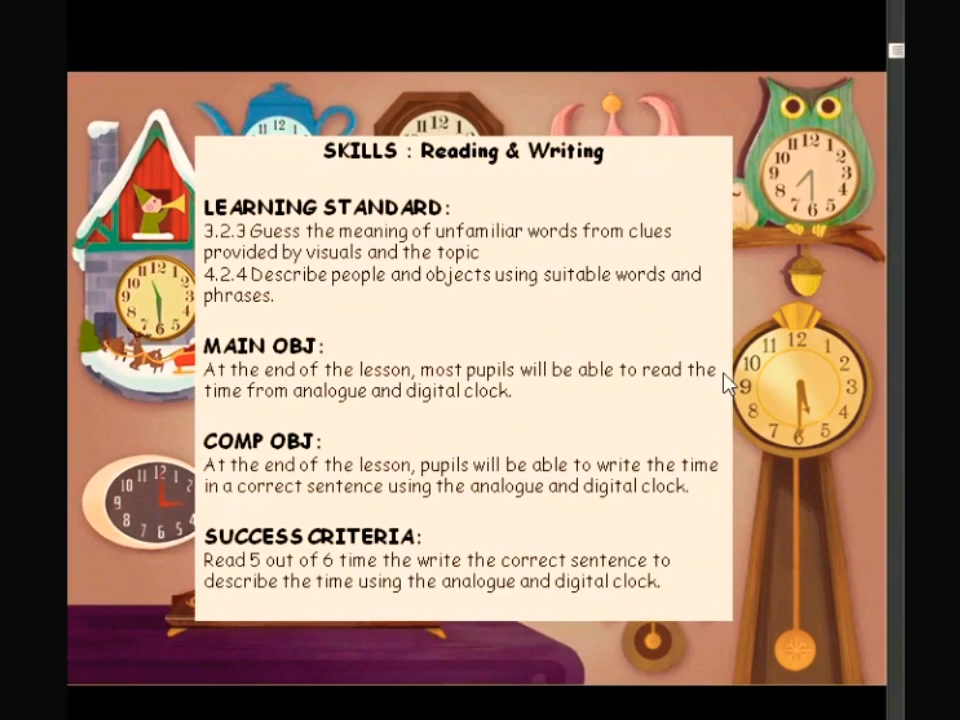 SKILLS : Reading & Writing
LEARNING STANDARD:
3.2.3 Guess the meaning of unfamiliar words from clues
provided by visuals and the topic
4.2.4 Describe people and objects using suitable words and
phrases.
MAIN OBJ:
At the end of the lesson, most pupils will be able to read the
time from analogue and digital clock.
COMP OBJ:
At the end of the lesson, pupils will be able to write the time
in a correct sentence using the analogue and digital clock.
SUCCESS CRITERIA:
Read 5 out of 6 time the write the correct sentence to
describe the time using the analogue and digital clock.